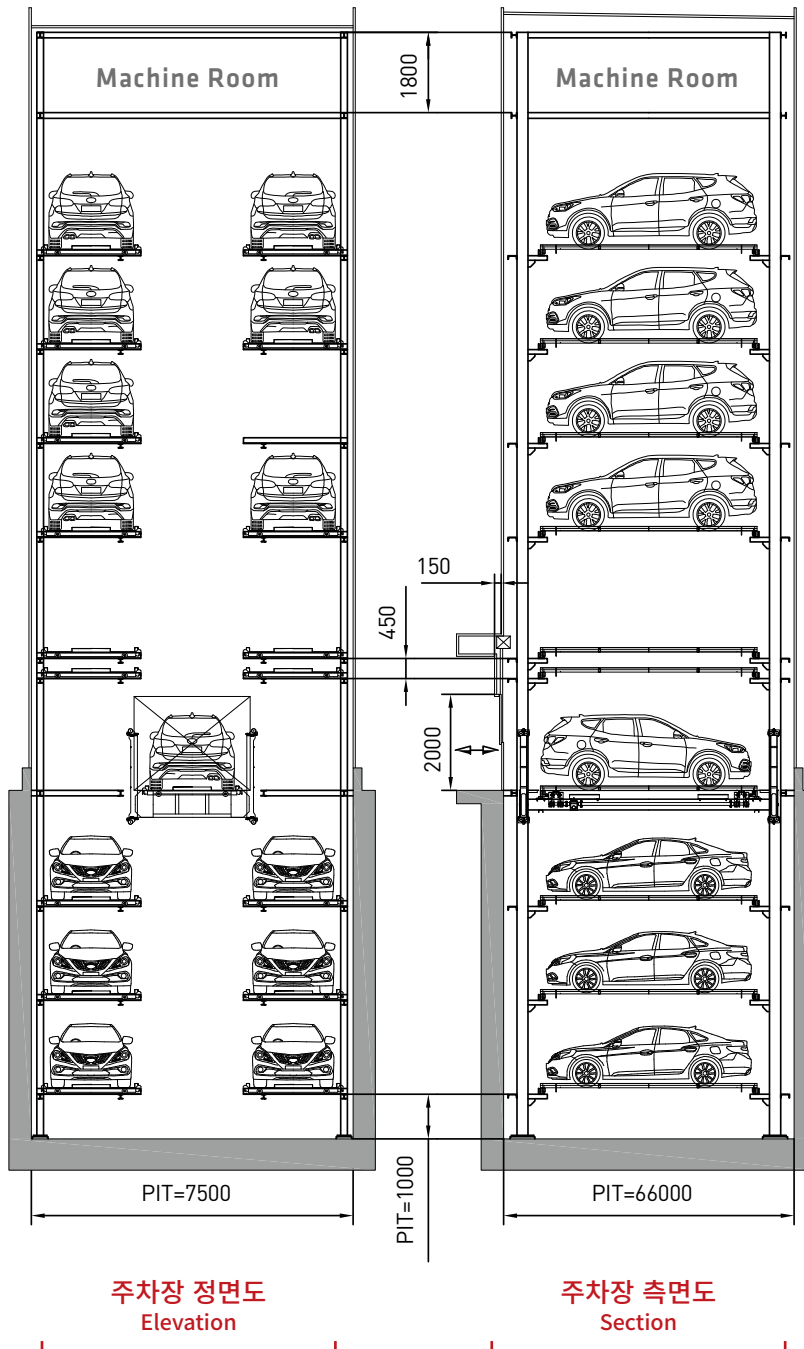 Machine Room
1800
Machine Room
150
450
2000
PIT=7500
PIT=1000
PIT=66000
주차장 정면도
Elevation
주차장 측면도
Section